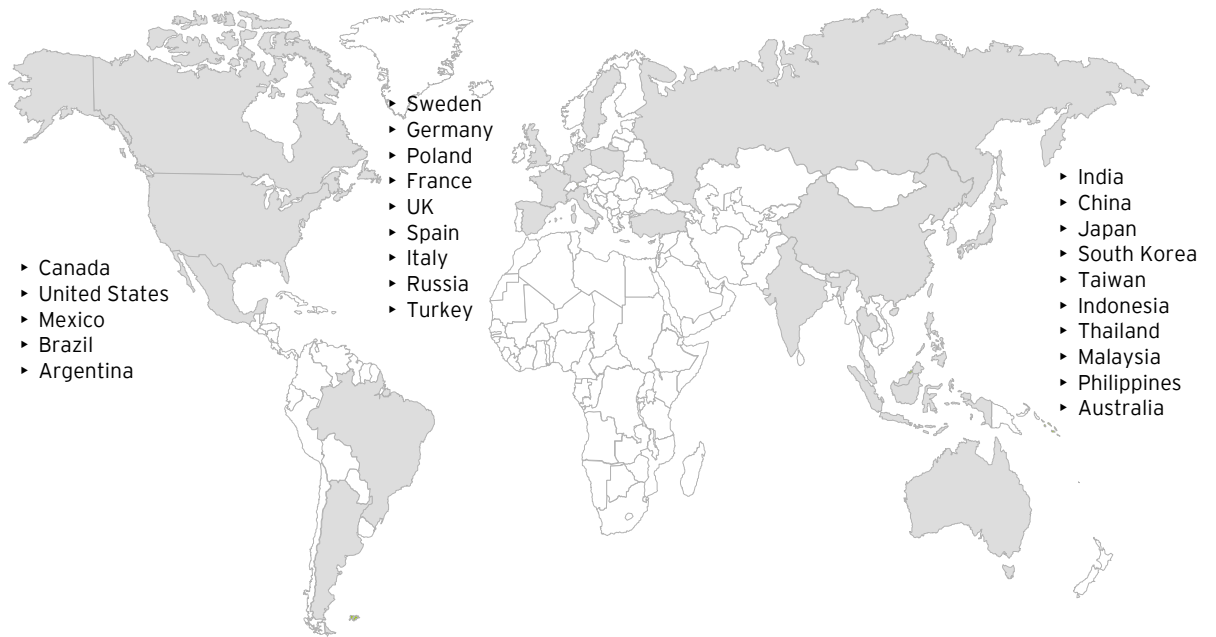 ‣ Canada
‣ United States
‣ Mexico
‣ Brazil
‣ Argentina
‣ Sweden
‣ Germany
‣ Poland
‣ France
‣ UK
‣ Spain
‣ Italy
‣ Russia
‣ Turkey
‣ India
‣ China
‣ Japan
‣ South Korea
‣ Taiwan
‣ Indonesia
‣ Thailand
‣ Malaysia
‣ Philippines
‣ Australia